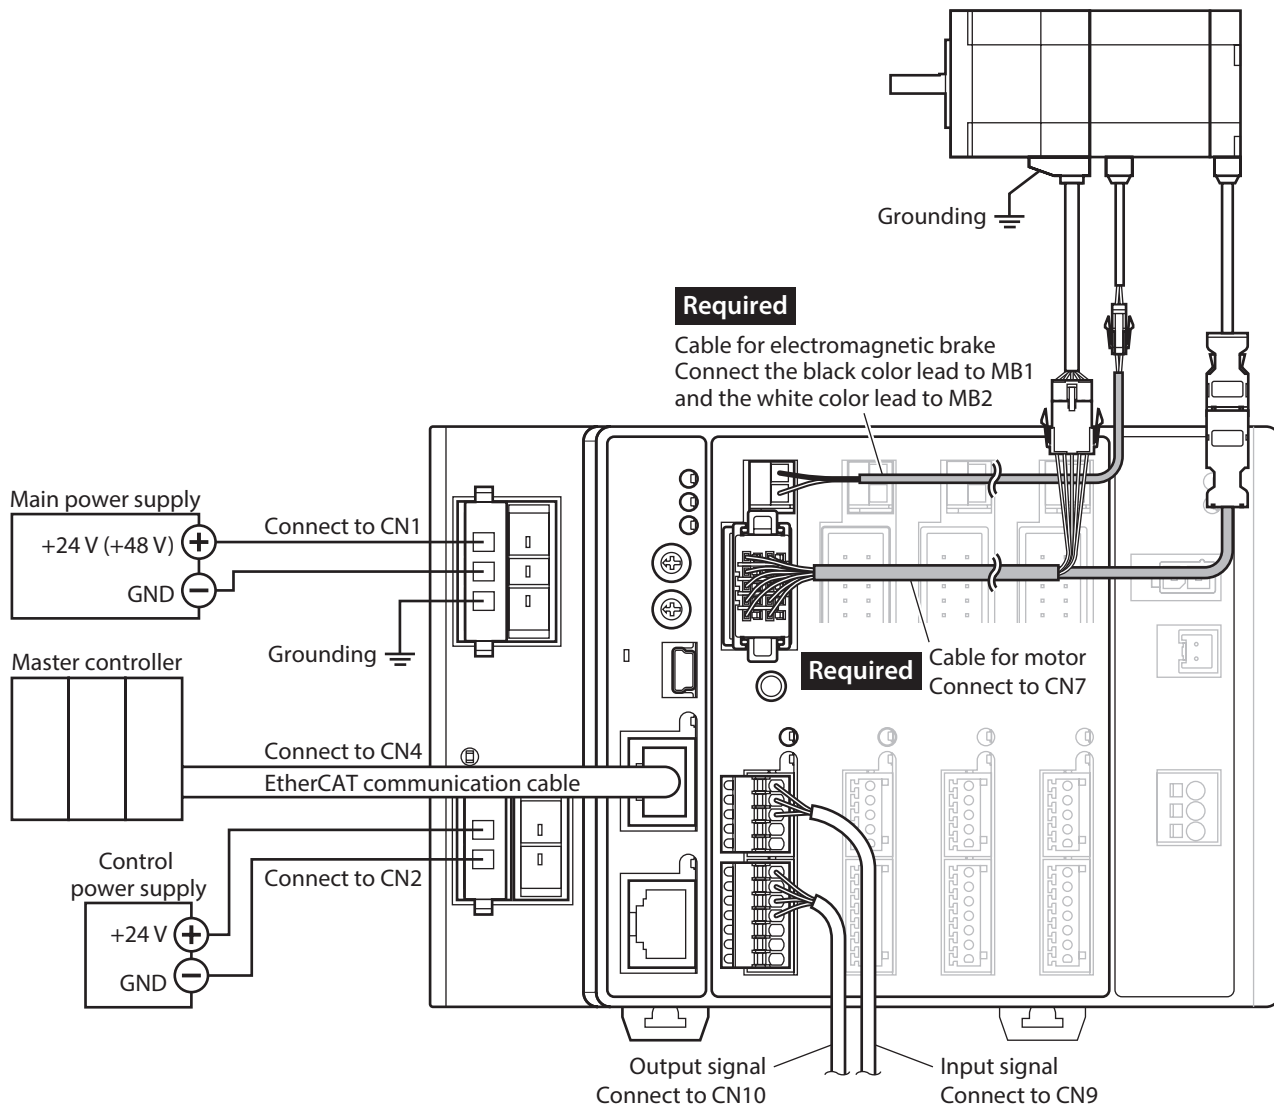 Grounding
Required
Cable for electromagnetic brake
Connect the black color lead to MB1
and the white color lead to MB2
Main power supply
+24 V (+48 V)
GND
Connect to CN1
Grounding
Required
Cable for motor
Connect to CN7
Master controller
Connect to CN4
EtherCAT communication cable
Control
power supply
+24 V
GND
Connect to CN2
Output signal
Connect to CN10
Input signal
Connect to CN9